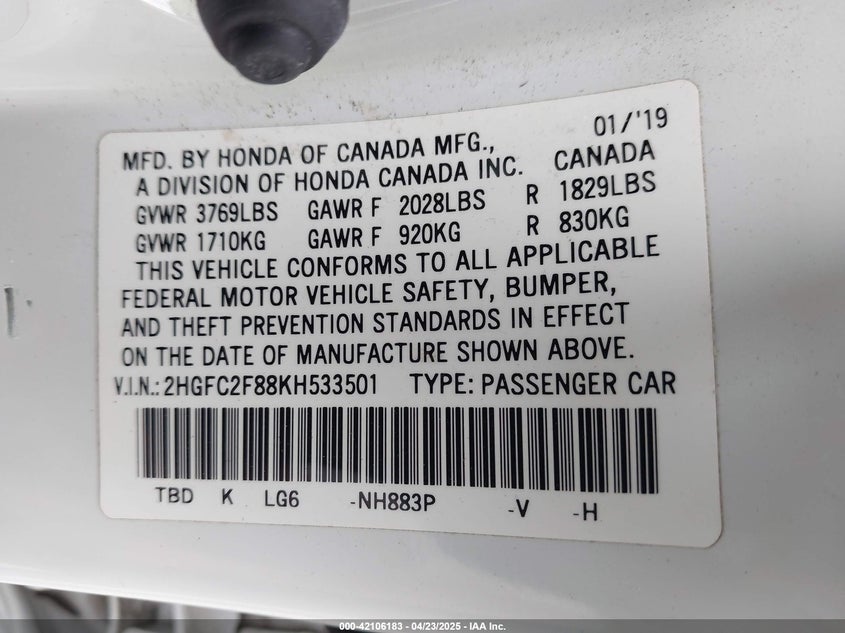 MFD. BY HONDA OF CANADA MFG., 01/'19
A DIVISION OF HONDA CANADA INC. CANADA
GVWR 3769LBS GAWR F 2028LBS R 1829LBS
GVWR 1710KG GAWR F 920KG R 830KG
THIS VEHICLE CONFORMS TO ALL APPLICABLE
FEDERAL MOTOR VEHICLE SAFETY, BUMPER,
AND THEFT PREVENTION STANDARDS IN EFFECT
ON THE DATE OF MANUFACTURE SHOWN ABOVE.
V.I.N.: 2HGFC2F88KH533501 TYPE: PASSENGER CAR
TBD K LG6 -NH883P -V -H
000-42106183 - 04/23/2025 - IAA Inc.